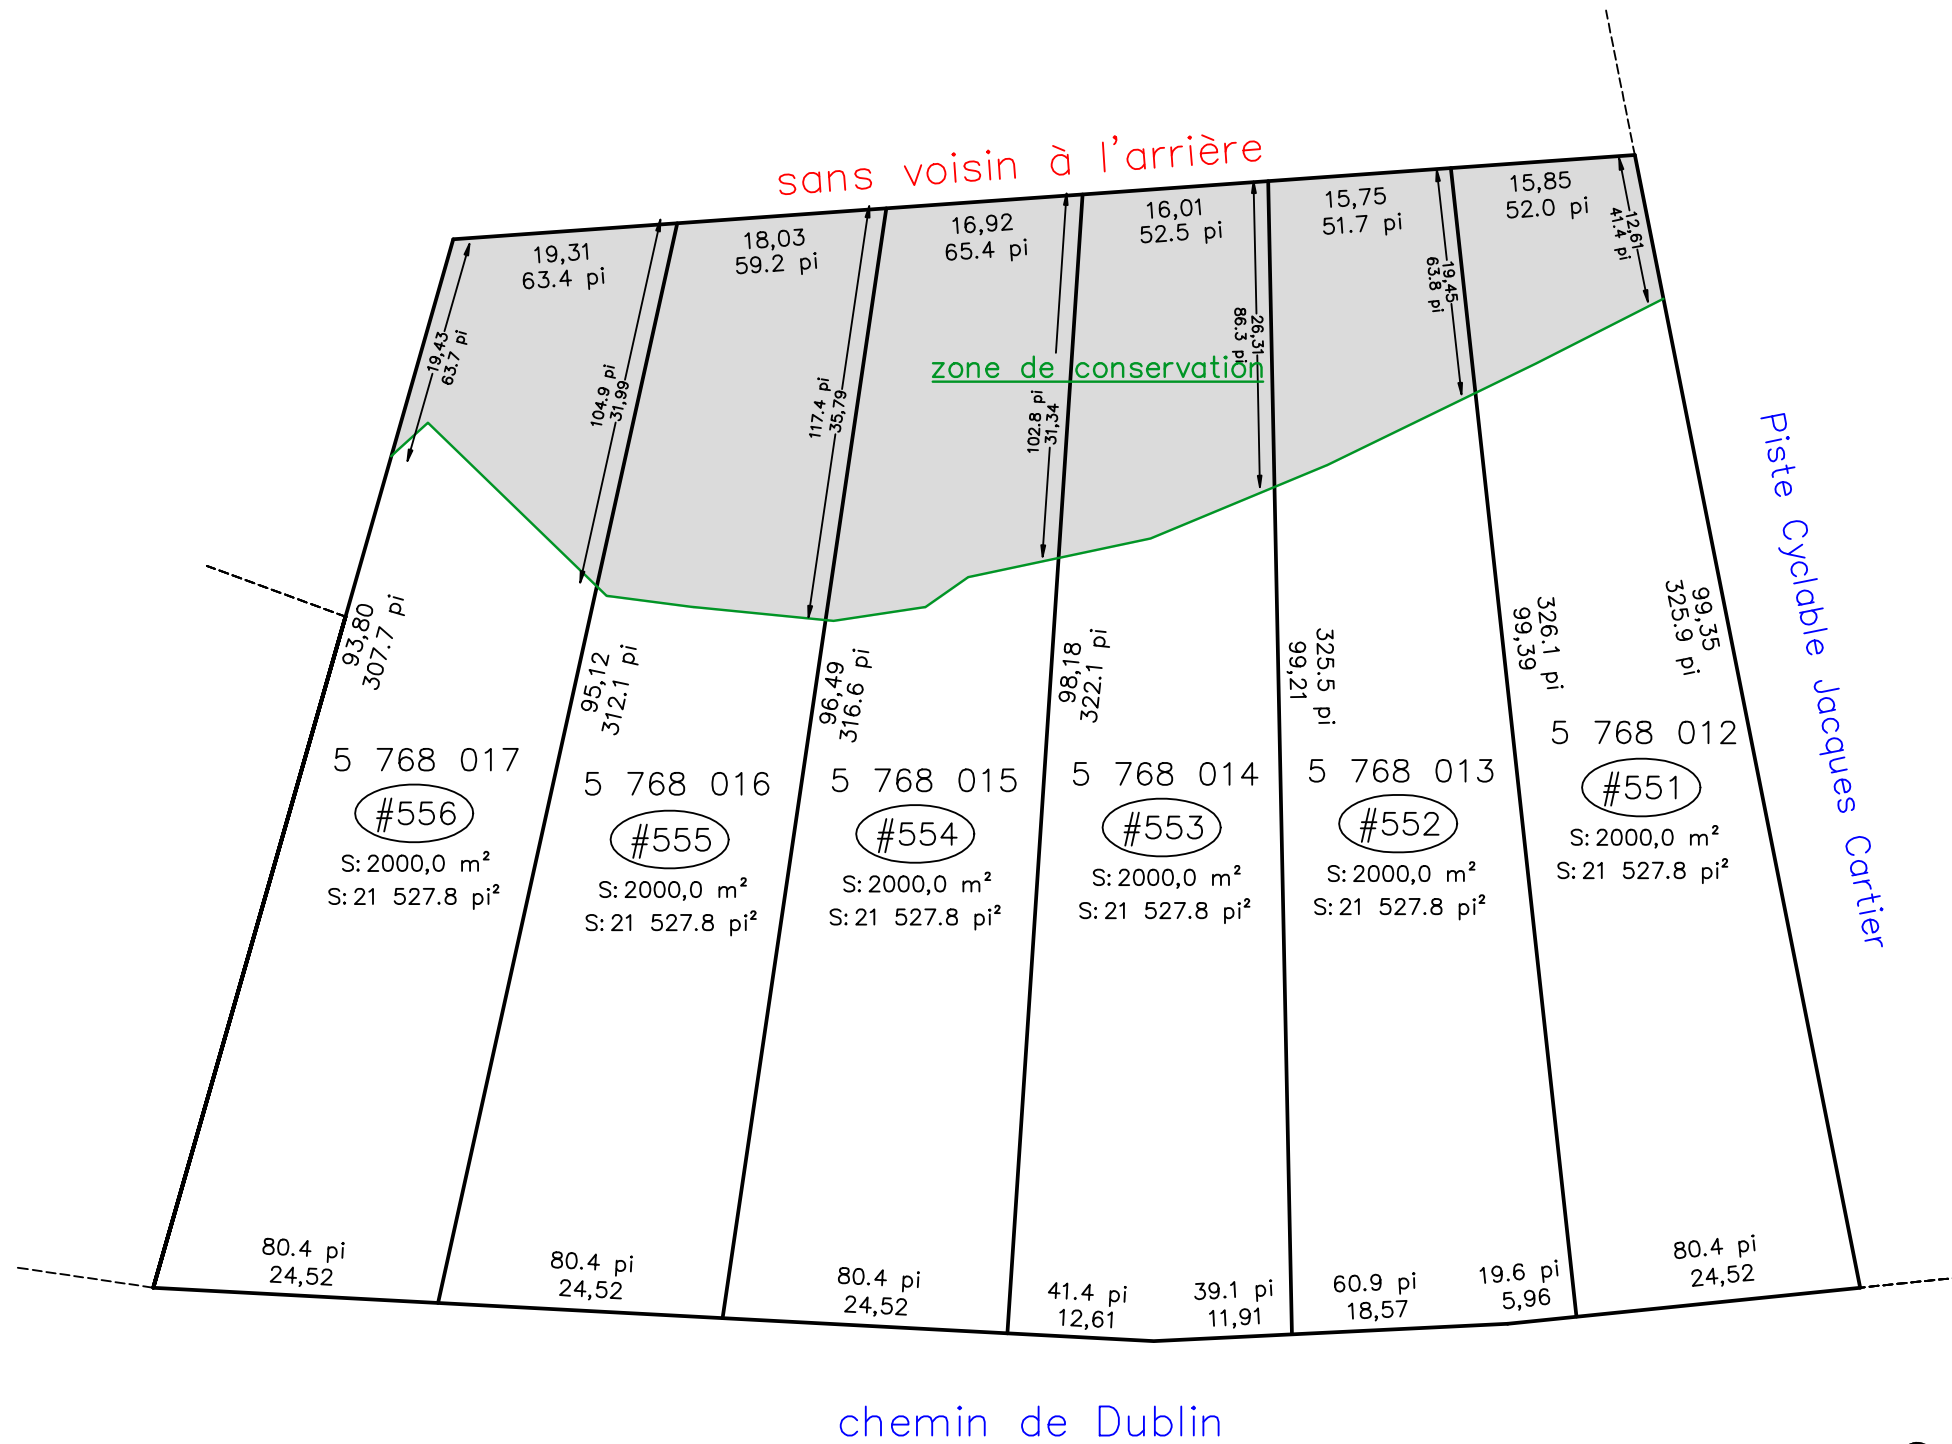 sans voisin à l'arrière
19,31
63.4 pi
18,03
59.2 pi
16,92
65.4 pi
16,01
52.5 pi
15,75
51.7 pi
15,85
52.0 pi
19,43
63.7 pi
104.9 pi
31,99
117.4 pi
35,79
102.8 pi
31,34
26,31
86.3 pi
19,45
63.8 pi
12,61
41.4 pi
zone de conservation
93,80
307.7 pi
95,12
312.1 pi
96,49
316.6 pi
98,18
322.1 pi
325.5 pi
99,21
326.1 pi
99,39
99,35
325.9 pi
Piste Cyclable Jacques Cartier
5 768 017
#556
S: 2000,0 m²
S: 21 527.8 pi²
5 768 016
#555
S: 2000,0 m²
S: 21 527.8 pi²
5 768 015
#554
S: 2000,0 m²
S: 21 527.8 pi²
5 768 014
#553
S: 2000,0 m²
S: 21 527.8 pi²
5 768 013
#552
S: 2000,0 m²
S: 21 527.8 pi²
5 768 012
#551
S: 2000,0 m²
S: 21 527.8 pi²
80.4 pi
24,52
80.4 pi
24,52
80.4 pi
24,52
41.4 pi
12,61
39.1 pi
11,91
60.9 pi
18,57
19.6 pi
5,96
80.4 pi
24,52
chemin de Dublin